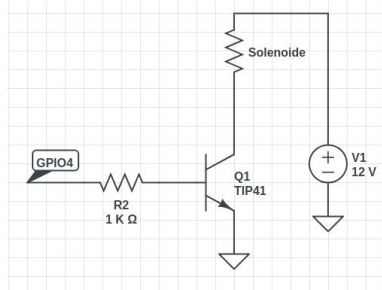 Solenoide
GPIO4
R2
1 K Ω
Q1
TIP41
V1
12 V